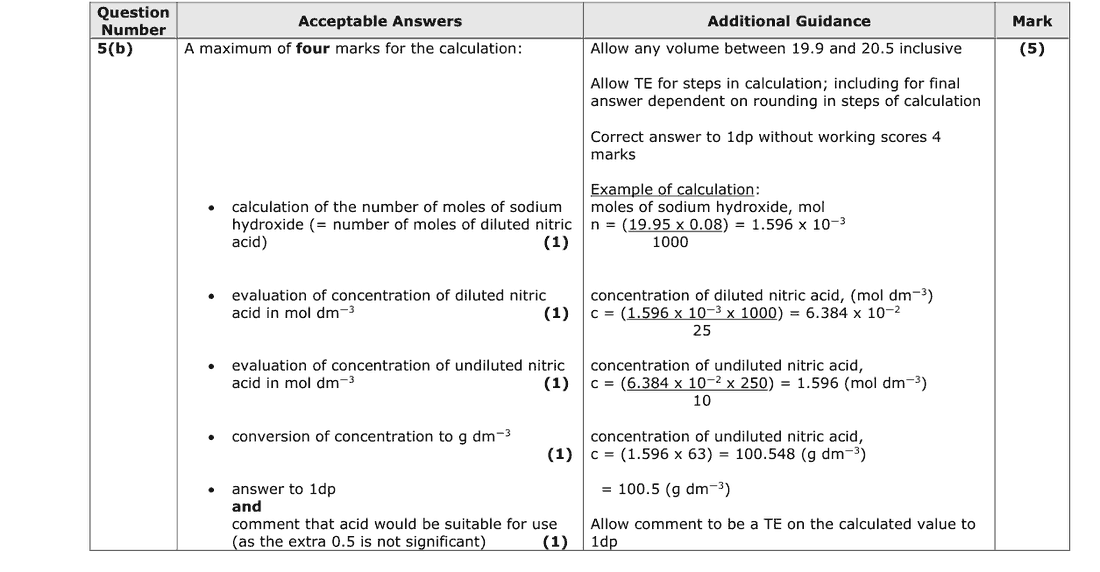 Question Number
Acceptable Answers
Additional Guidance
Mark
5(b)
A maximum of four marks for the calculation:
Allow any volume between 19.9 and 20.5 inclusive
(5)
Allow TE for steps in calculation; including for final
answer dependent on rounding in steps of calculation
Correct answer to 1dp without working scores 4
marks
Example of calculation:
• calculation of the number of moles of sodium
hydroxide (= number of moles of diluted nitric
acid) (1)
moles of sodium hydroxide, mol
n = (19.95 x 0.08) = 1.596 x 10⁻³
1000
• evaluation of concentration of diluted nitric
acid in mol dm⁻³ (1)
concentration of diluted nitric acid, (mol dm⁻³)
c = (1.596 x 10⁻³ x 1000) = 6.384 x 10⁻²
25
• evaluation of concentration of undiluted nitric
acid in mol dm⁻³ (1)
concentration of undiluted nitric acid,
c = (6.384 x 10⁻² x 250) = 1.596 (mol dm⁻³)
10
• conversion of concentration to g dm⁻³
(1)
concentration of undiluted nitric acid,
c = (1.596 x 63) = 100.548 (g dm⁻³)
• answer to 1dp
and
comment that acid would be suitable for use
(as the extra 0.5 is not significant) (1)
= 100.5 (g dm⁻³)
Allow comment to be a TE on the calculated value to
1dp